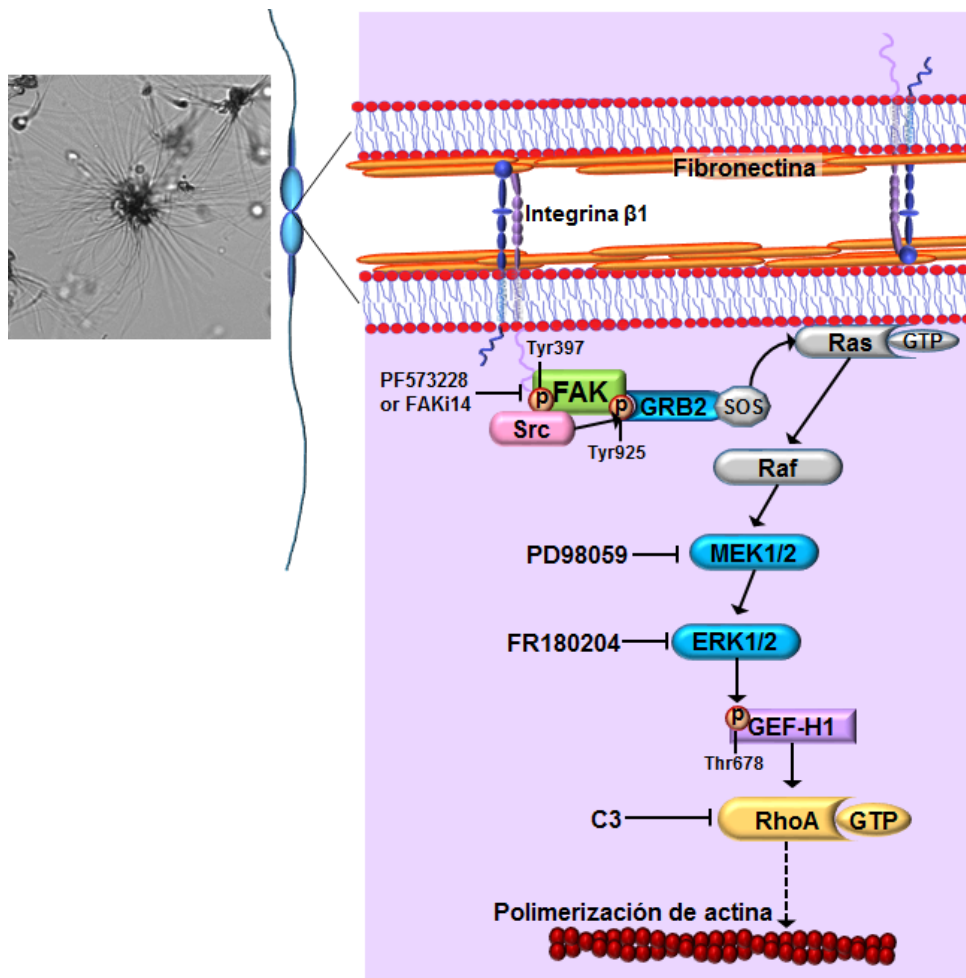 Fibronectina
Integrina β1
Tyr397
PF573228
or FAKi14
p
FAK
p
GRB2
SOS
Ras
GTP
Src
Tyr925
Raf
PD98059
MEK1/2
FR180204
ERK1/2
p
GEF-H1
Thr678
C3
RhoA
GTP
Polimerización de actina